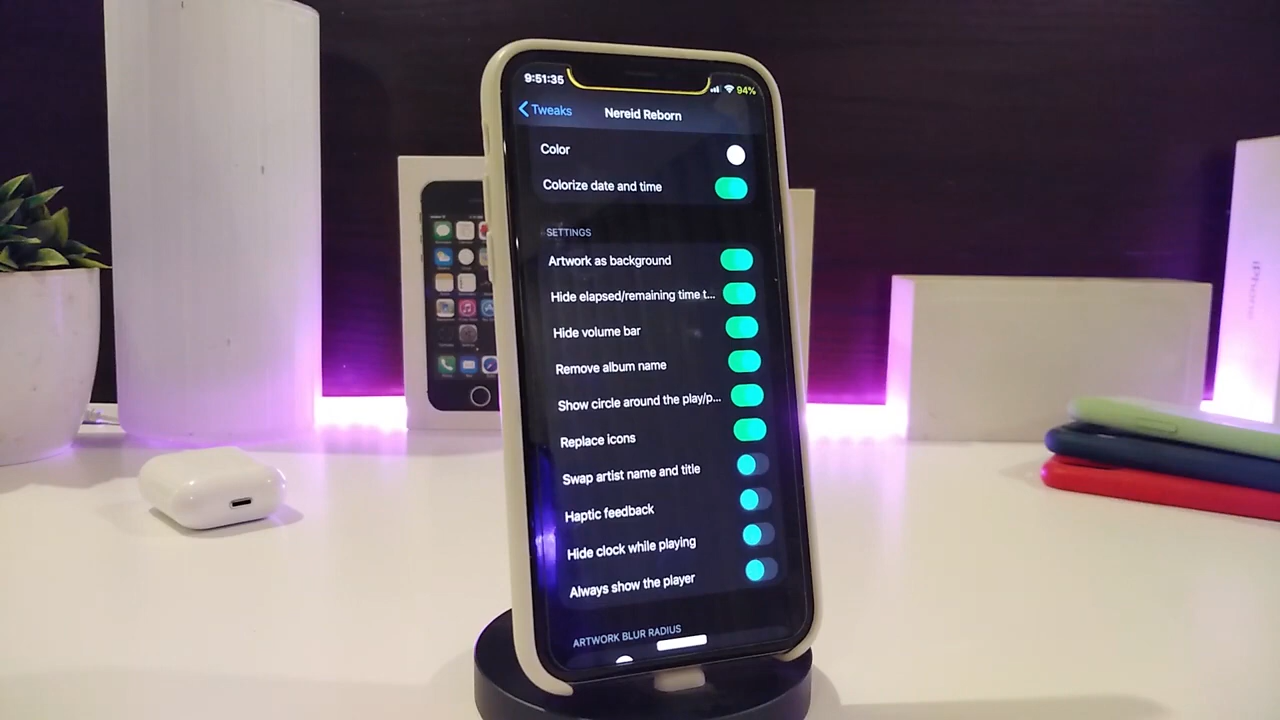 9:51:35
94%
Tweaks
Nereid Reborn
Color
Colorize date and time
SETTINGS
Artwork as background
Hide elapsed/remaining time t...
Hide volume bar
Remove album name
Show circle around the play/p...
Replace icons
Swap artist name and title
Haptic feedback
Hide clock while playing
Always show the player
ARTWORK BLUR RADIUS
iPhone